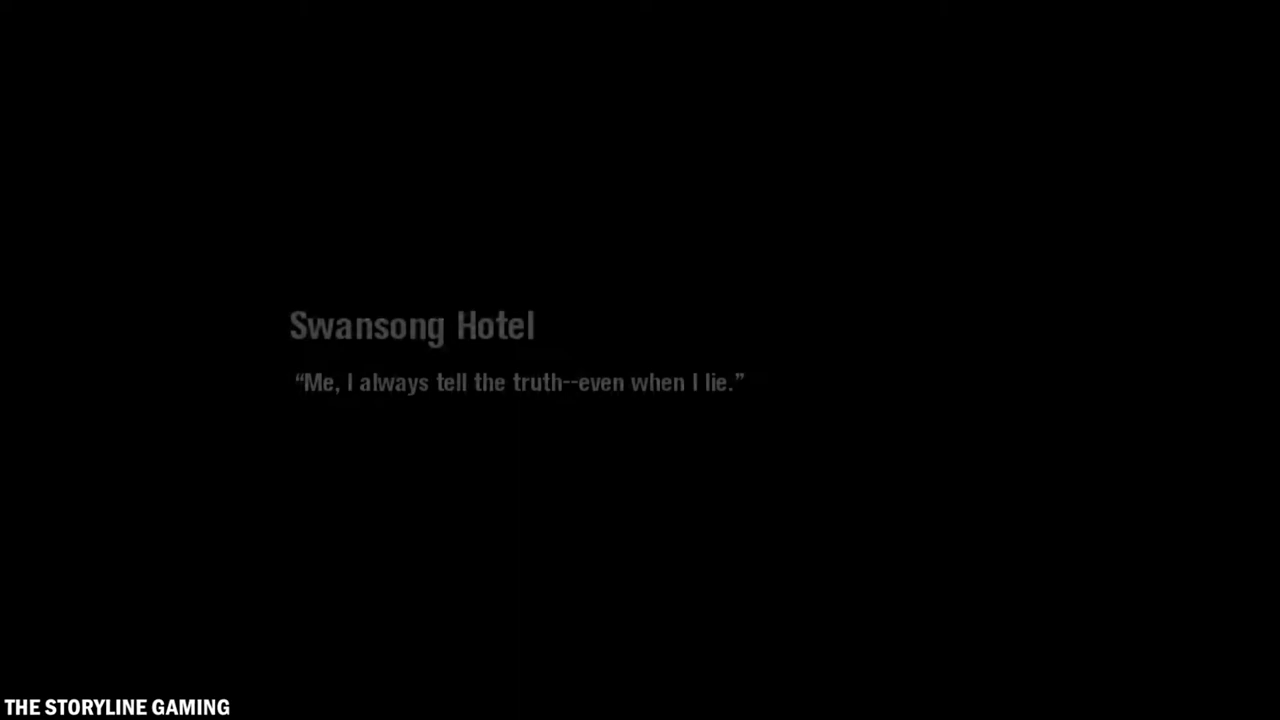 Swansong Hotel
“Me, I always tell the truth--even when I lie.”
THE STORYLINE GAMING